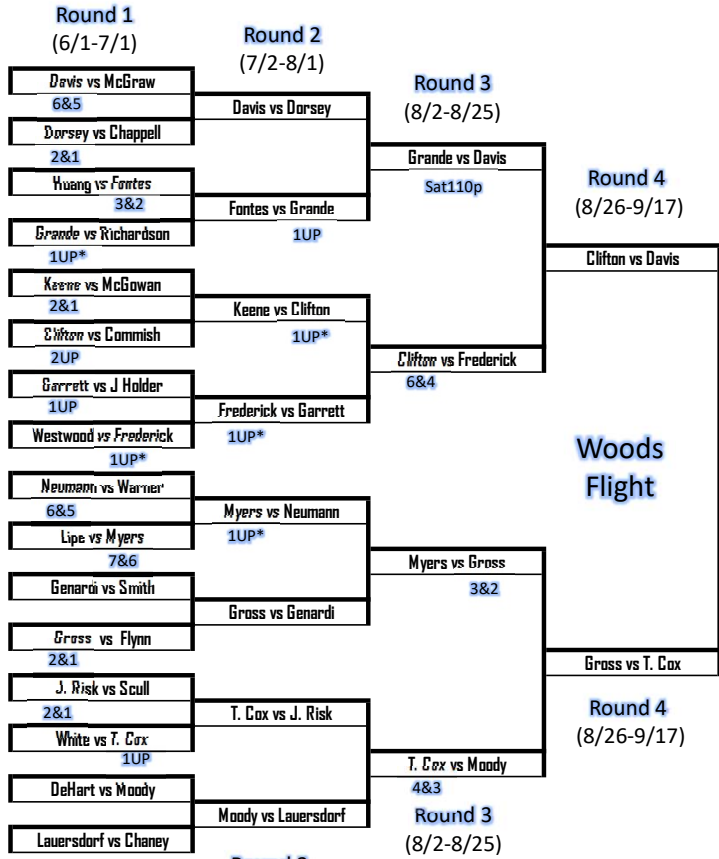 Round 1
(6/1-7/1)
Davis vs McGraw
6&5
Dorsey vs Chappell
2&1
Huang vs Fontes
3&2
Grande vs Richardson
1UP*
Keene vs McGowan
2&1
Clifton vs Commish
2UP
Garrett vs J Holder
1UP
Westwood vs Frederick
1UP*
Neumann vs Warner
6&5
Lipe vs Myers
7&6
Genardi vs Smith
Gross vs Flynn
2&1
J. Risk vs Scull
2&1
White vs T. Cox
1UP
DeHart vs Moody
Lauersdorf vs Chaney
Round 2
(7/2-8/1)
Davis vs Dorsey
Fontes vs Grande
1UP
Keene vs Clifton
1UP*
Frederick vs Garrett
1UP*
Myers vs Neumann
1UP*
Gross vs Genardi
T. Cox vs J. Risk
Moody vs Lauersdorf
Round 3
(8/2-8/25)
Grande vs Davis
Sat110p
Clifton vs Frederick
6&4
Myers vs Gross
3&2
T. Cox vs Moody
4&3
Round 3
(8/2-8/25)
Round 4
(8/26-9/17)
Clifton vs Davis
Woods
Flight
Gross vs T. Cox
Round 4
(8/26-9/17)